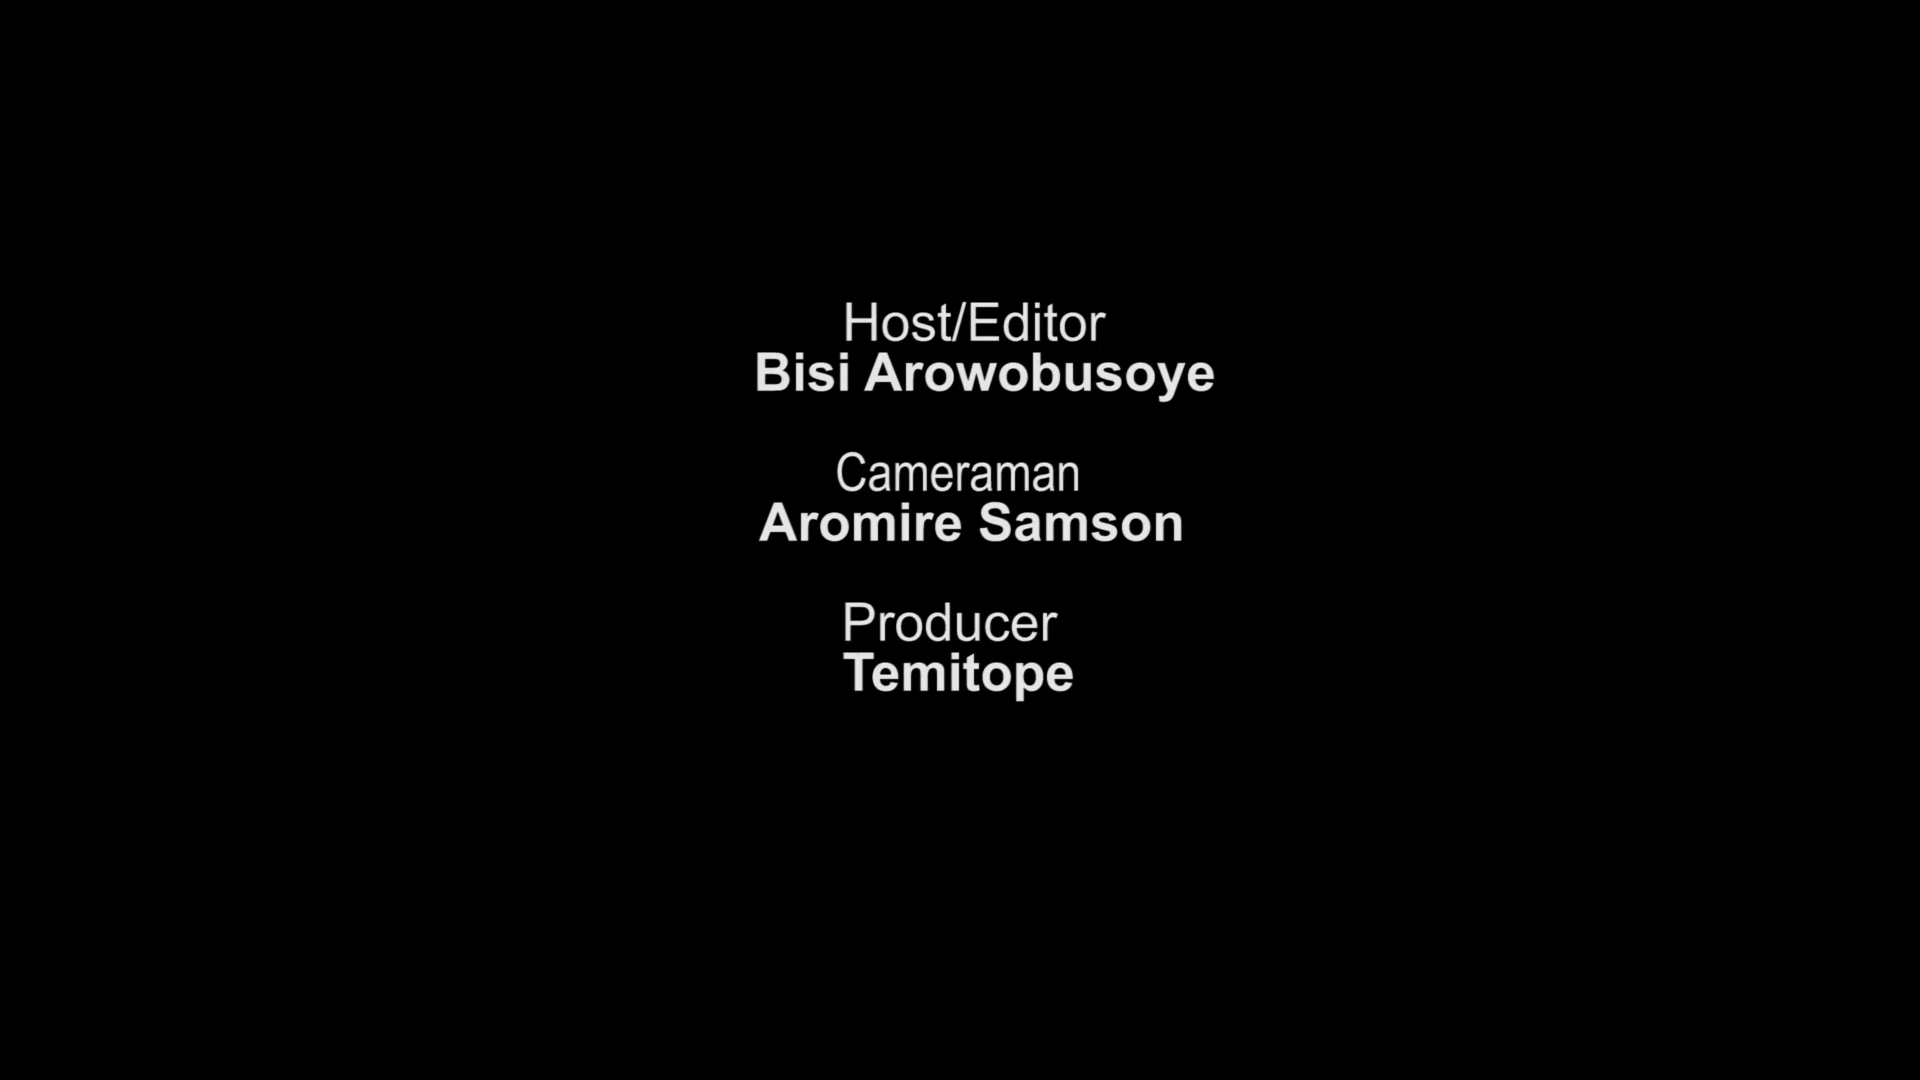 Host/Editor
Bisi Arowobusoye
Cameraman
Aromire Samson
Producer
Temitope